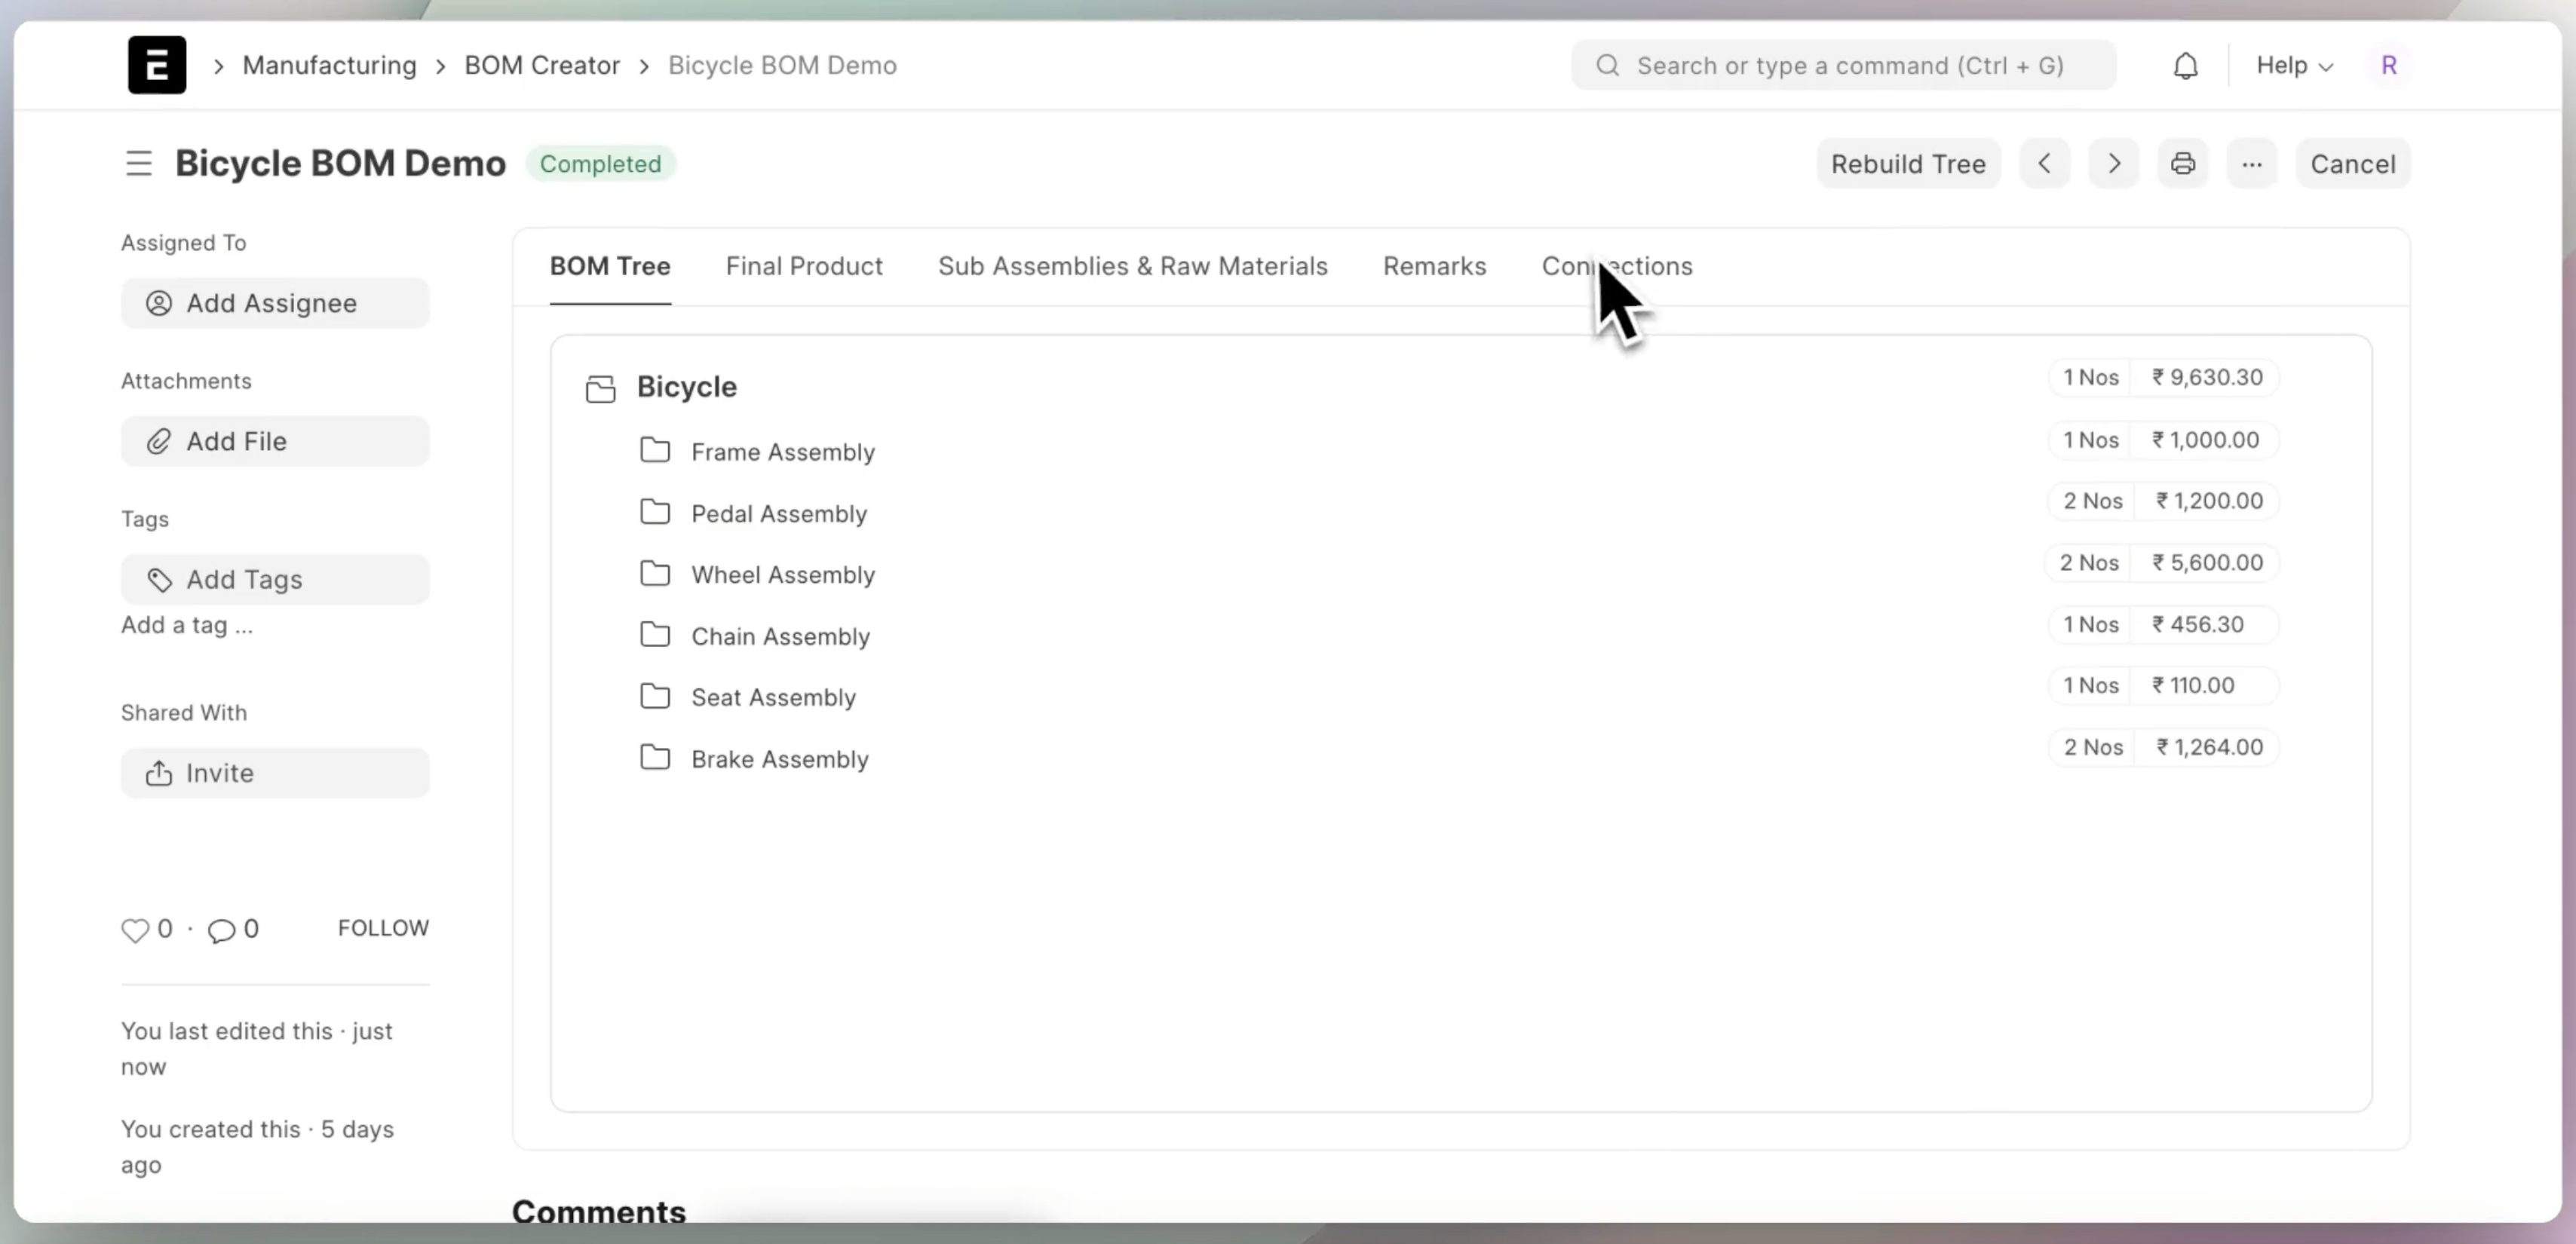 E
Manufacturing
BOM Creator
Bicycle BOM Demo
Search or type a command (Ctrl + G)
Help
R
Bicycle BOM Demo
Completed
Rebuild Tree
...
Cancel
Assigned To
Add Assignee
Attachments
Add File
Tags
Add Tags
Add a tag ...
Shared With
Invite
0 · 0 FOLLOW
You last edited this · just
now
You created this · 5 days
ago
BOM Tree
Final Product
Sub Assemblies & Raw Materials
Remarks
Connections
Bicycle 1 Nos ₹ 9,630.30
Frame Assembly 1 Nos ₹ 1,000.00
Pedal Assembly 2 Nos ₹ 1,200.00
Wheel Assembly 2 Nos ₹ 5,600.00
Chain Assembly 1 Nos ₹ 456.30
Seat Assembly 1 Nos ₹ 110.00
Brake Assembly 2 Nos ₹ 1,264.00
Comments